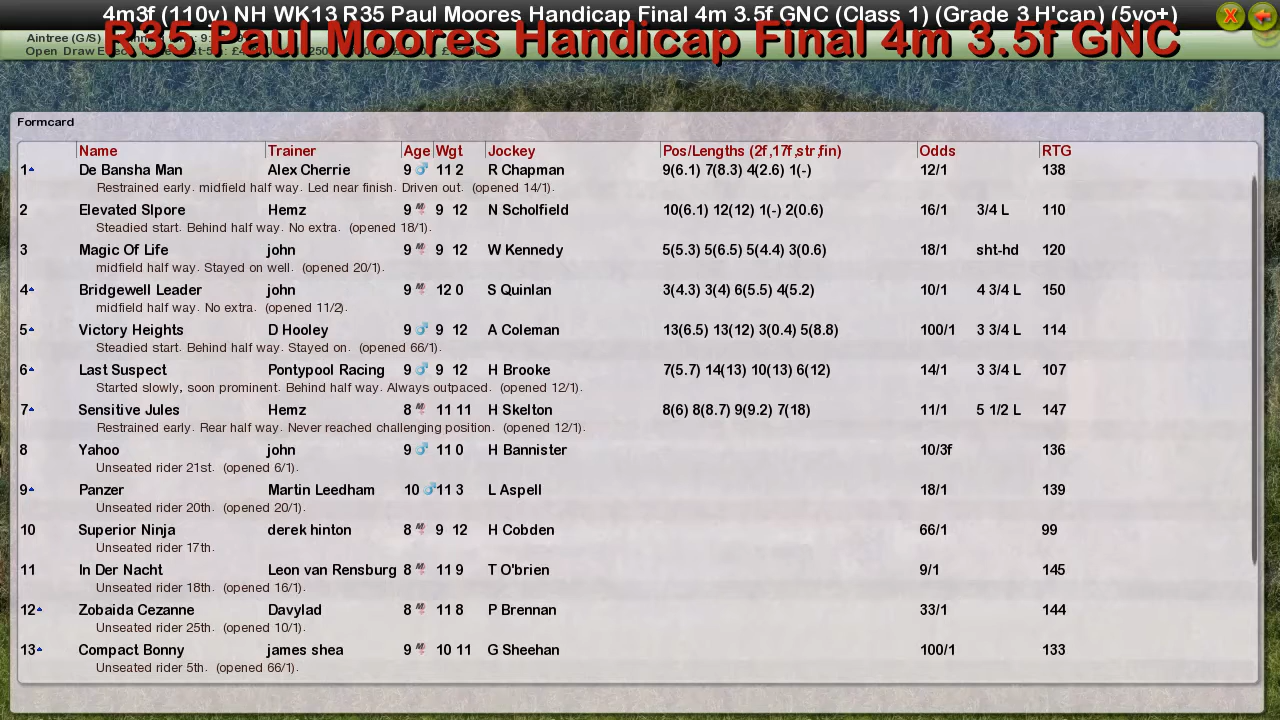 4m3f (110y) NH WK13 R35 Paul Moores Handicap Final 4m 3.5f GNC (Class 1) (Grade 3 H'cap) (5yo+)
R35 Paul Moores Handicap Final 4m 3.5f GNC
Aintree (G/S)
Open Draw
Formcard
Name Trainer Age Wgt Jockey Pos/Lengths (2f,17f,str,fin) Odds RTG
1 De Bansha Man Alex Cherrie 9 11 2 R Chapman 9(6.1) 7(8.3) 4(2.6) 1(-) 12/1 138
Restrained early. midfield half way. Led near finish. Driven out. (opened 14/1).
2 Elevated Slpore Hemz 9 9 12 N Scholfield 10(6.1) 12(12) 1(-) 2(0.6) 16/1 3/4 L 110
Steadied start. Behind half way. No extra. (opened 18/1).
3 Magic Of Life john 9 9 12 W Kennedy 5(5.3) 5(6.5) 5(4.4) 3(0.6) 18/1 sht-hd 120
midfield half way. Stayed on well. (opened 20/1).
4 Bridgewell Leader john 9 12 0 S Quinlan 3(4.3) 3(4) 6(5.5) 4(5.2) 10/1 4 3/4 L 150
midfield half way. No extra. (opened 11/2).
5 Victory Heights D Hooley 9 9 12 A Coleman 13(6.5) 13(12) 3(0.4) 5(8.8) 100/1 3 3/4 L 114
Steadied start. Behind half way. Stayed on. (opened 66/1).
6 Last Suspect Pontypool Racing 9 9 12 H Brooke 7(5.7) 14(13) 10(13) 6(12) 14/1 3 3/4 L 107
Started slowly, soon prominent. Behind half way. Always outpaced. (opened 12/1).
7 Sensitive Jules Hemz 8 11 11 H Skelton 8(6) 8(8.7) 9(9.2) 7(18) 11/1 5 1/2 L 147
Restrained early. Rear half way. Never reached challenging position. (opened 12/1).
8 Yahoo john 9 11 0 H Bannister 10/3f 136
Unseated rider 21st. (opened 6/1).
9 Panzer Martin Leedham 10 11 3 L Aspell 18/1 139
Unseated rider 20th. (opened 20/1).
10 Superior Ninja derek hinton 8 9 12 H Cobden 66/1 99
Unseated rider 17th.
11 In Der Nacht Leon van Rensburg 8 11 9 T O'brien 9/1 145
Unseated rider 18th. (opened 16/1).
12 Zobaida Cezanne Davylad 8 11 8 P Brennan 33/1 144
Unseated rider 25th. (opened 10/1).
13 Compact Bonny james shea 9 10 11 G Sheehan 100/1 133
Unseated rider 5th. (opened 66/1).